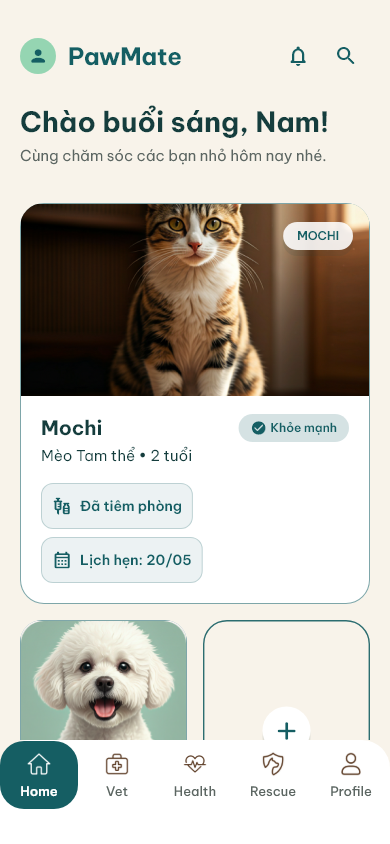 PawMate
Chào buổi sáng, Nam!
Cùng chăm sóc các bạn nhỏ hôm nay nhé.
MOCHI
Mochi
Khỏe mạnh
Mèo Tam thể • 2 tuổi
Đã tiêm phòng
Lịch hẹn: 20/05
+
Home
Vet
Health
Rescue
Profile